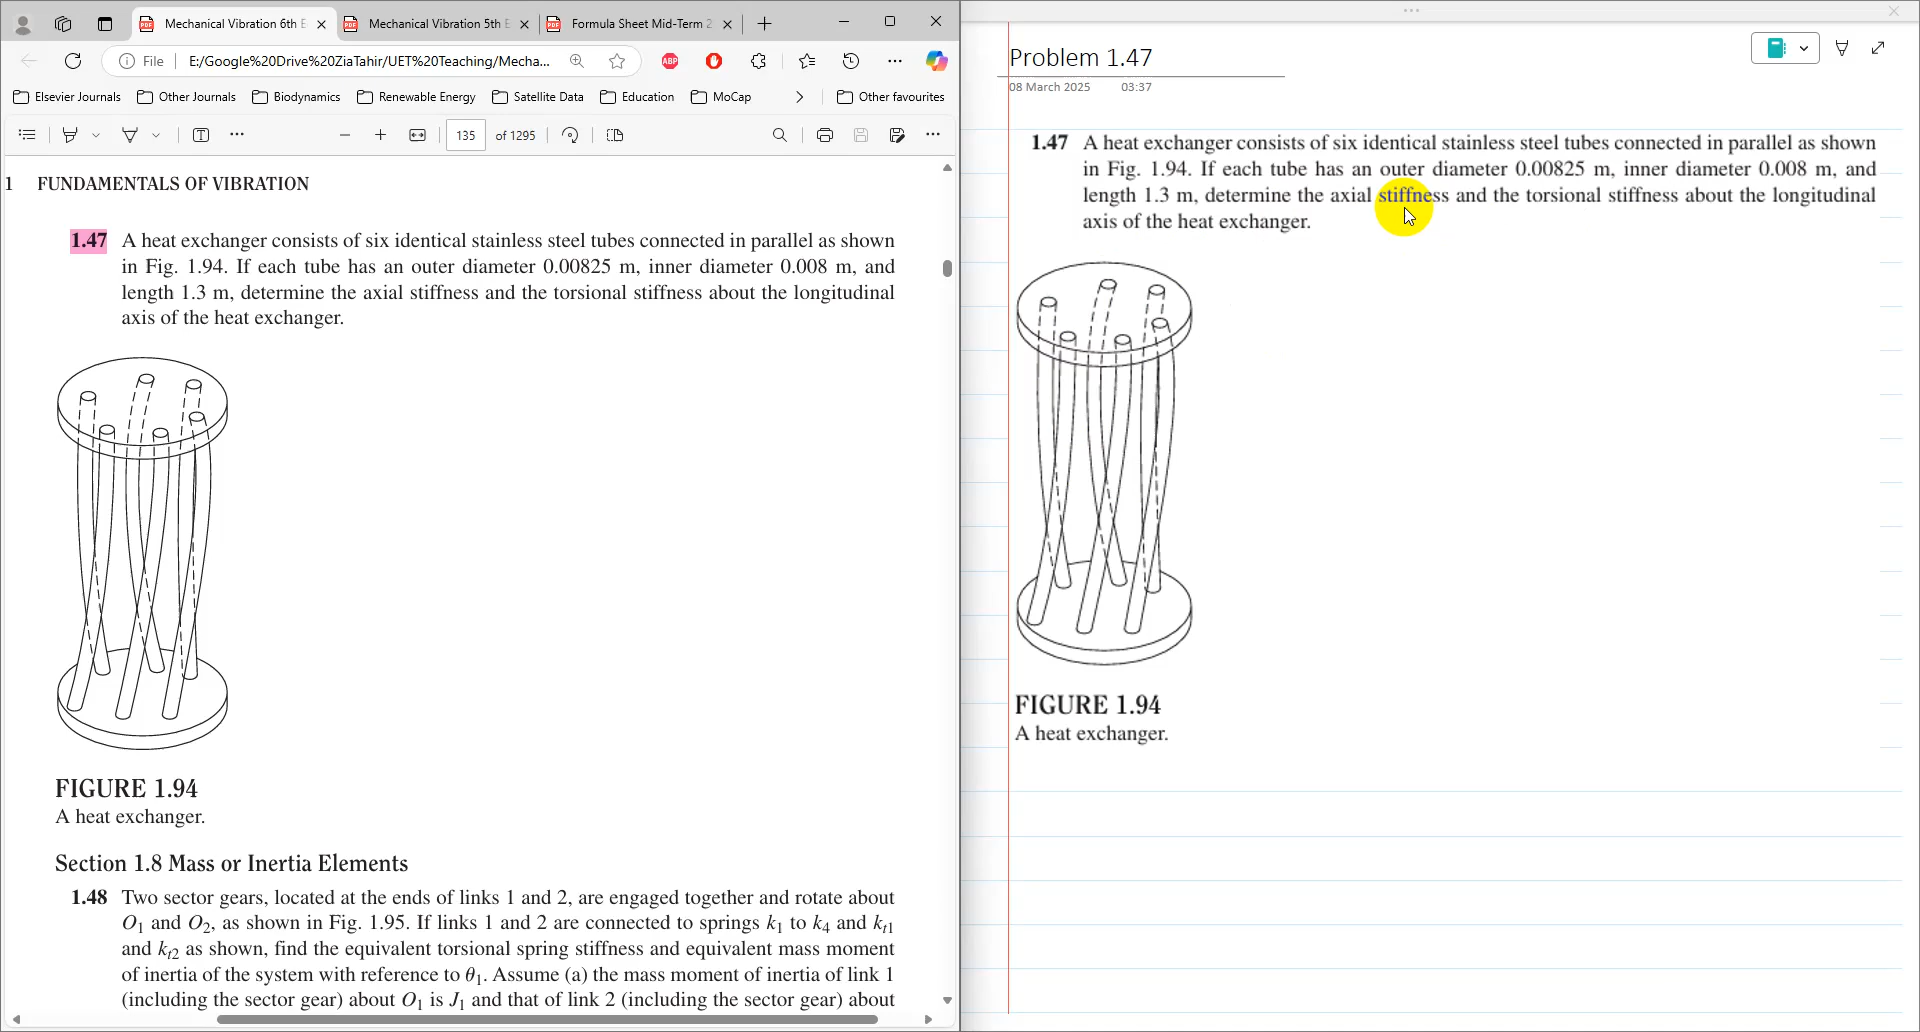 Mechanical Vibration 6th E
Mechanical Vibration 5th E
Formula Sheet Mid-Term 2
File
E:/Google%20Drive%20ZiaTahir/UET%20Teaching/Mecha...
ABP
Elsevier Journals
Other Journals
Biodynamics
Renewable Energy
Satellite Data
Education
MoCap
Other favourites
135 of 1295
1 FUNDAMENTALS OF VIBRATION
1.47 A heat exchanger consists of six identical stainless steel tubes connected in parallel as shown
in Fig. 1.94. If each tube has an outer diameter 0.00825 m, inner diameter 0.008 m, and
length 1.3 m, determine the axial stiffness and the torsional stiffness about the longitudinal
axis of the heat exchanger.
FIGURE 1.94
A heat exchanger.
Section 1.8 Mass or Inertia Elements
1.48 Two sector gears, located at the ends of links 1 and 2, are engaged together and rotate about
O1 and O2, as shown in Fig. 1.95. If links 1 and 2 are connected to springs k1 to k4 and kt1
and kt2 as shown, find the equivalent torsional spring stiffness and equivalent mass moment
of inertia of the system with reference to θ1. Assume (a) the mass moment of inertia of link 1
(including the sector gear) about O1 is J1 and that of link 2 (including the sector gear) about
Problem 1.47
08 March 2025 03:37
1.47 A heat exchanger consists of six identical stainless steel tubes connected in parallel as shown
in Fig. 1.94. If each tube has an outer diameter 0.00825 m, inner diameter 0.008 m, and
length 1.3 m, determine the axial stiffness and the torsional stiffness about the longitudinal
axis of the heat exchanger.
FIGURE 1.94
A heat exchanger.